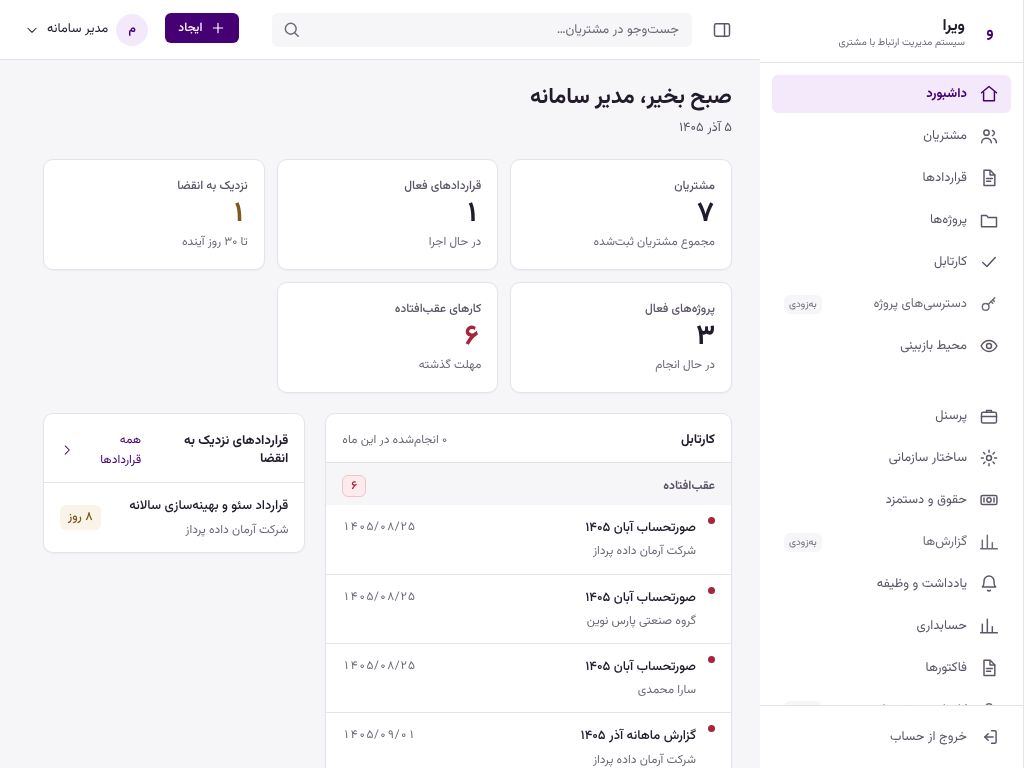 و
ویرا
سیستم مدیریت ارتباط با مشتری
داشبورد
مشتریان
قراردادها
پروژه‌ها
کارتابل
دسترسی‌های پروژه
به‌زودی
محیط بازبینی
پرسنل
ساختار سازمانی
حقوق و دستمزد
گزارش‌ها
به‌زودی
یادداشت و وظیفه
حسابداری
فاکتورها
خروج از حساب
جست‌وجو در مشتریان…
ایجاد
م
مدیر سامانه
صبح بخیر، مدیر سامانه
۵ آذر ۱۴۰۵
مشتریان
۷
مجموع مشتریان ثبت‌شده
قراردادهای فعال
۱
در حال اجرا
نزدیک به انقضا
۱
تا ۳۰ روز آینده
پروژه‌های فعال
۳
در حال انجام
کارهای عقب‌افتاده
۶
مهلت گذشته
کارتابل
۰ انجام‌شده در این ماه
عقب‌افتاده
۶
صورتحساب آبان ۱۴۰۵
۱۴۰۵/۰۸/۲۵
شرکت آرمان داده پرداز
صورتحساب آبان ۱۴۰۵
۱۴۰۵/۰۸/۲۵
گروه صنعتی پارس نوین
صورتحساب آبان ۱۴۰۵
۱۴۰۵/۰۸/۲۵
سارا محمدی
گزارش ماهانه آذر ۱۴۰۵
۱۴۰۵/۰۹/۰۱
شرکت آرمان داده پرداز
قراردادهای نزدیک به
انقضا
همه
قراردادها
قرارداد سئو و بهینه‌سازی سالانه
شرکت آرمان داده پرداز
۸ روز